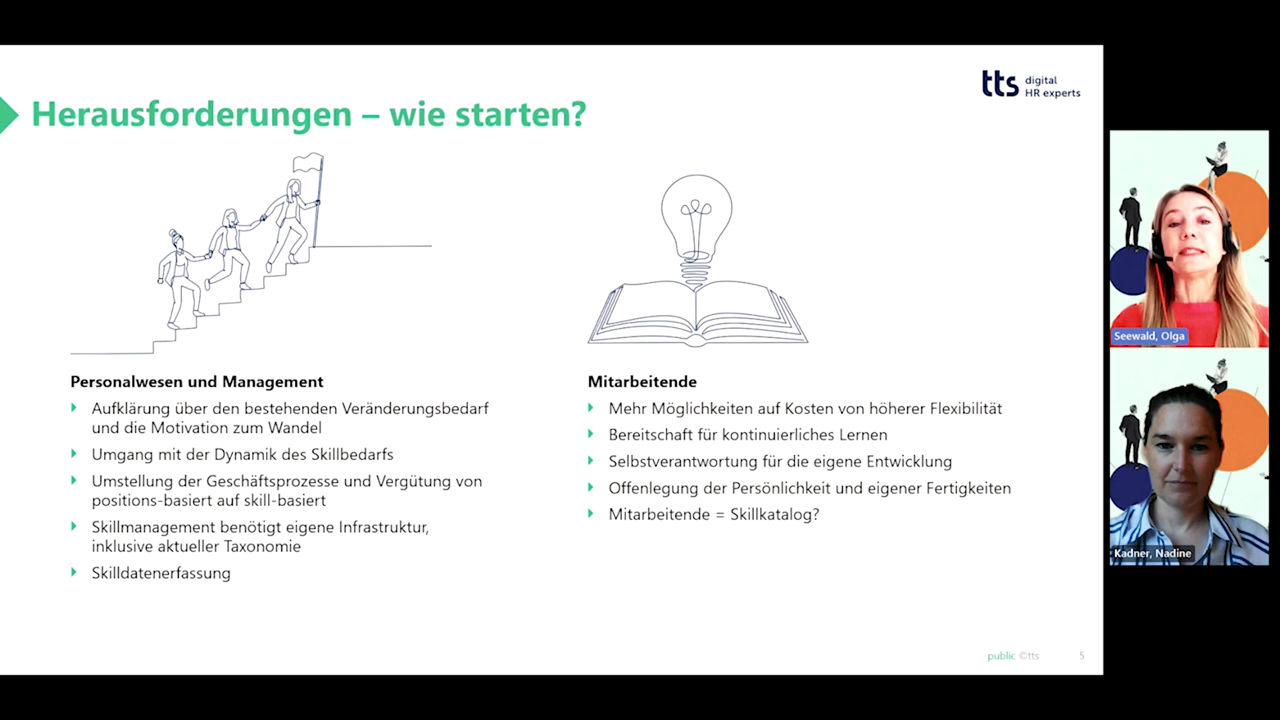 tts digital
HR experts
Herausforderungen – wie starten?
Personalwesen und Management
Aufklärung über den bestehenden Veränderungsbedarf
und die Motivation zum Wandel
Umgang mit der Dynamik des Skillbedarfs
Umstellung der Geschäftsprozesse und Vergütung von
positions-basiert auf skill-basiert
Skillmanagement benötigt eigene Infrastruktur,
inklusive aktueller Taxonomie
Skilldatenerfassung
Mitarbeitende
Mehr Möglichkeiten auf Kosten von höherer Flexibilität
Bereitschaft für kontinuierliches Lernen
Selbstverantwortung für die eigene Entwicklung
Offenlegung der Persönlichkeit und eigener Fertigkeiten
Mitarbeitende = Skillkatalog?
public ©tts 5
Seewald, Olga
Kadner, Nadine